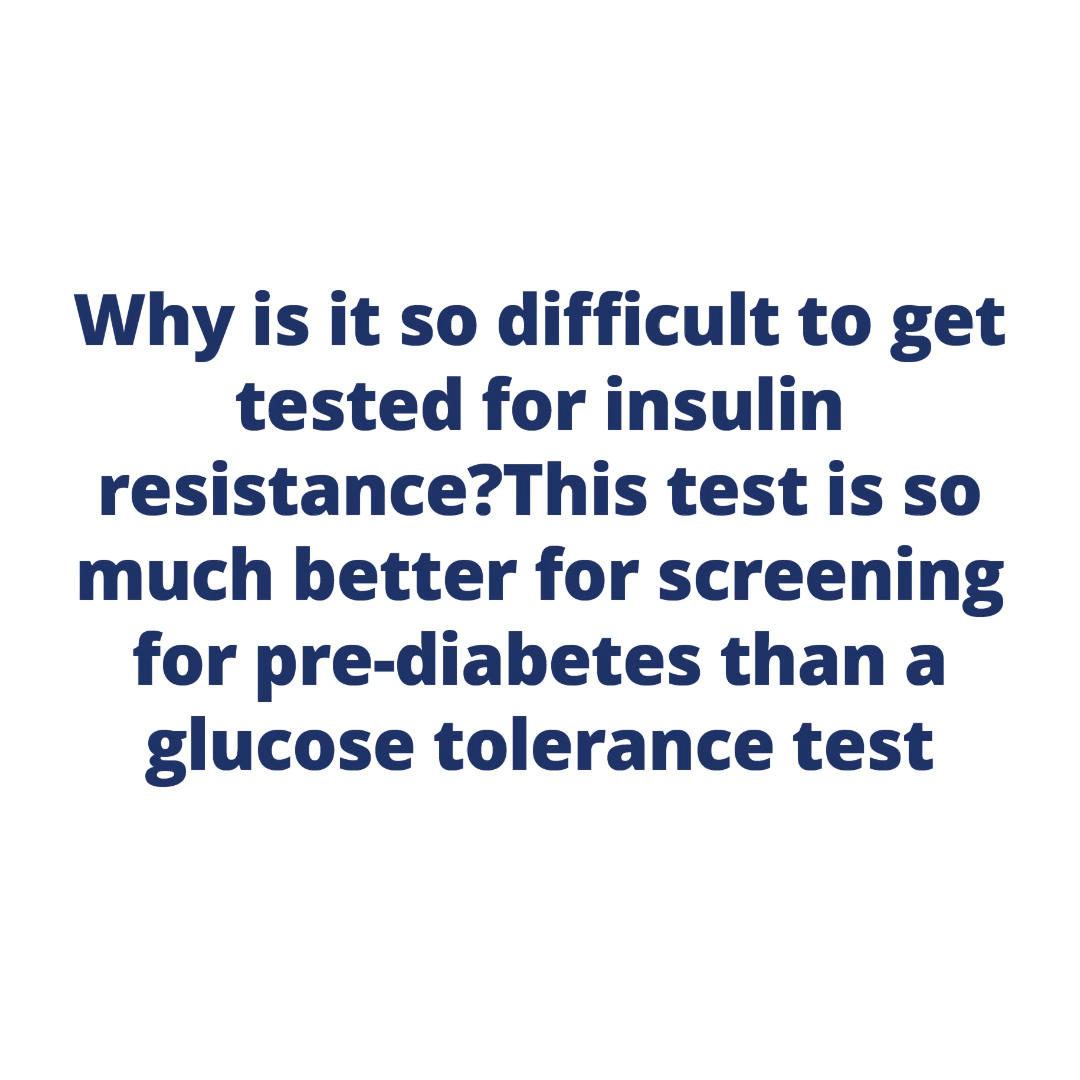 Why is it so difficult to get
tested for insulin
resistance?This test is so
much better for screening
for pre-diabetes than a
glucose tolerance test